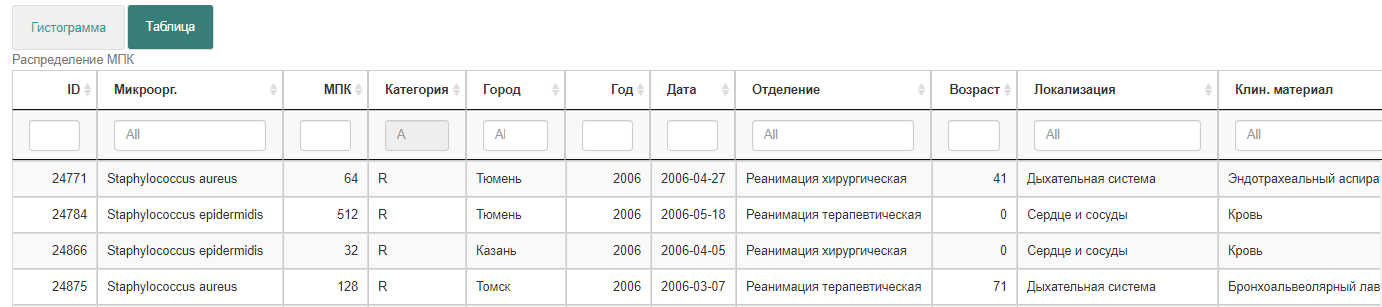 Гистограмма Таблица
Распределение МПК
ID Микроорг. МПК Категория Город Год Дата Отделение Возраст Локализация Клин. материал
All A Al All All All
24771 Staphylococcus aureus 64 R Тюмень 2006 2006-04-27 Реанимация хирургическая 41 Дыхательная система Эндотрахеальный аспира
24784 Staphylococcus epidermidis 512 R Тюмень 2006 2006-05-18 Реанимация терапевтическая 0 Сердце и сосуды Кровь
24866 Staphylococcus epidermidis 32 R Казань 2006 2006-04-05 Реанимация хирургическая 0 Сердце и сосуды Кровь
24875 Staphylococcus aureus 128 R Томск 2006 2006-03-07 Реанимация терапевтическая 71 Дыхательная система Бронхоальвеолярный лав